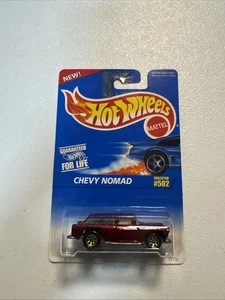 NEW!
Hot Wheels
MATTEL
GUARANTEED
FOR LIFE
CHEVY NOMAD
COLLECTOR
#502